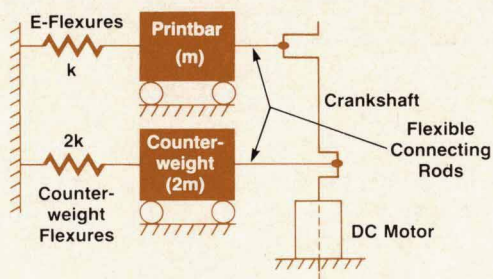 E-Flexures
k
Printbar
(m)
Crankshaft
Flexible
Connecting
Rods
2k
Counter-
weight
(2m)
Counter-
weight
Flexures
DC Motor